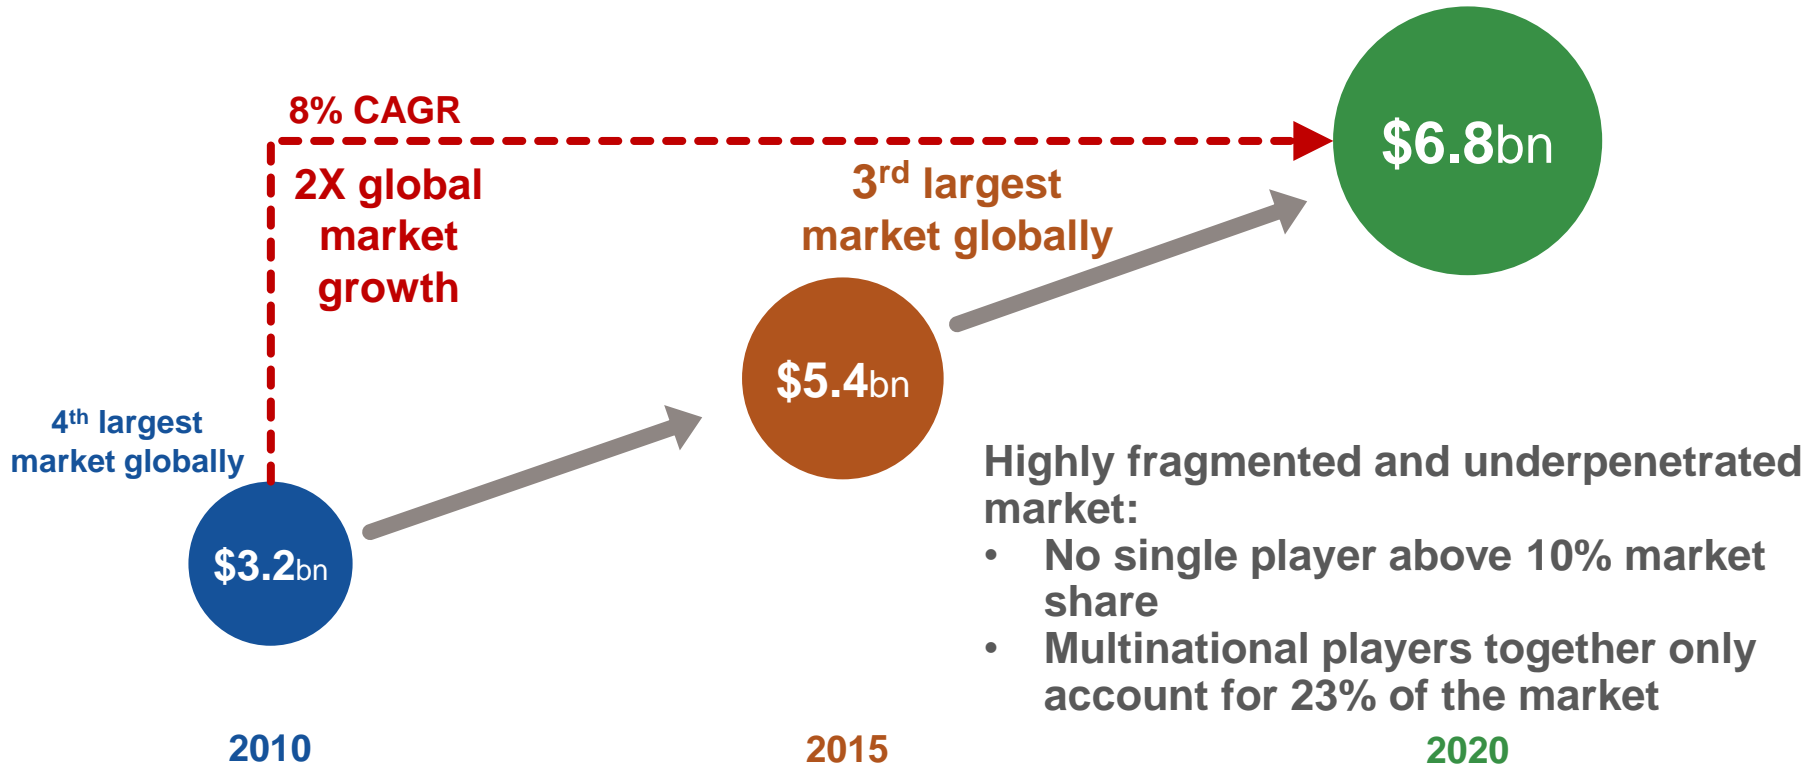 8% CAGR
2X global
market
growth
3rd largest
market globally
$6.8bn
4th largest
market globally
$5.4bn
$3.2bn
Highly fragmented and underpenetrated
market:
• No single player above 10% market
share
• Multinational players together only
account for 23% of the market
2010
2015
2020